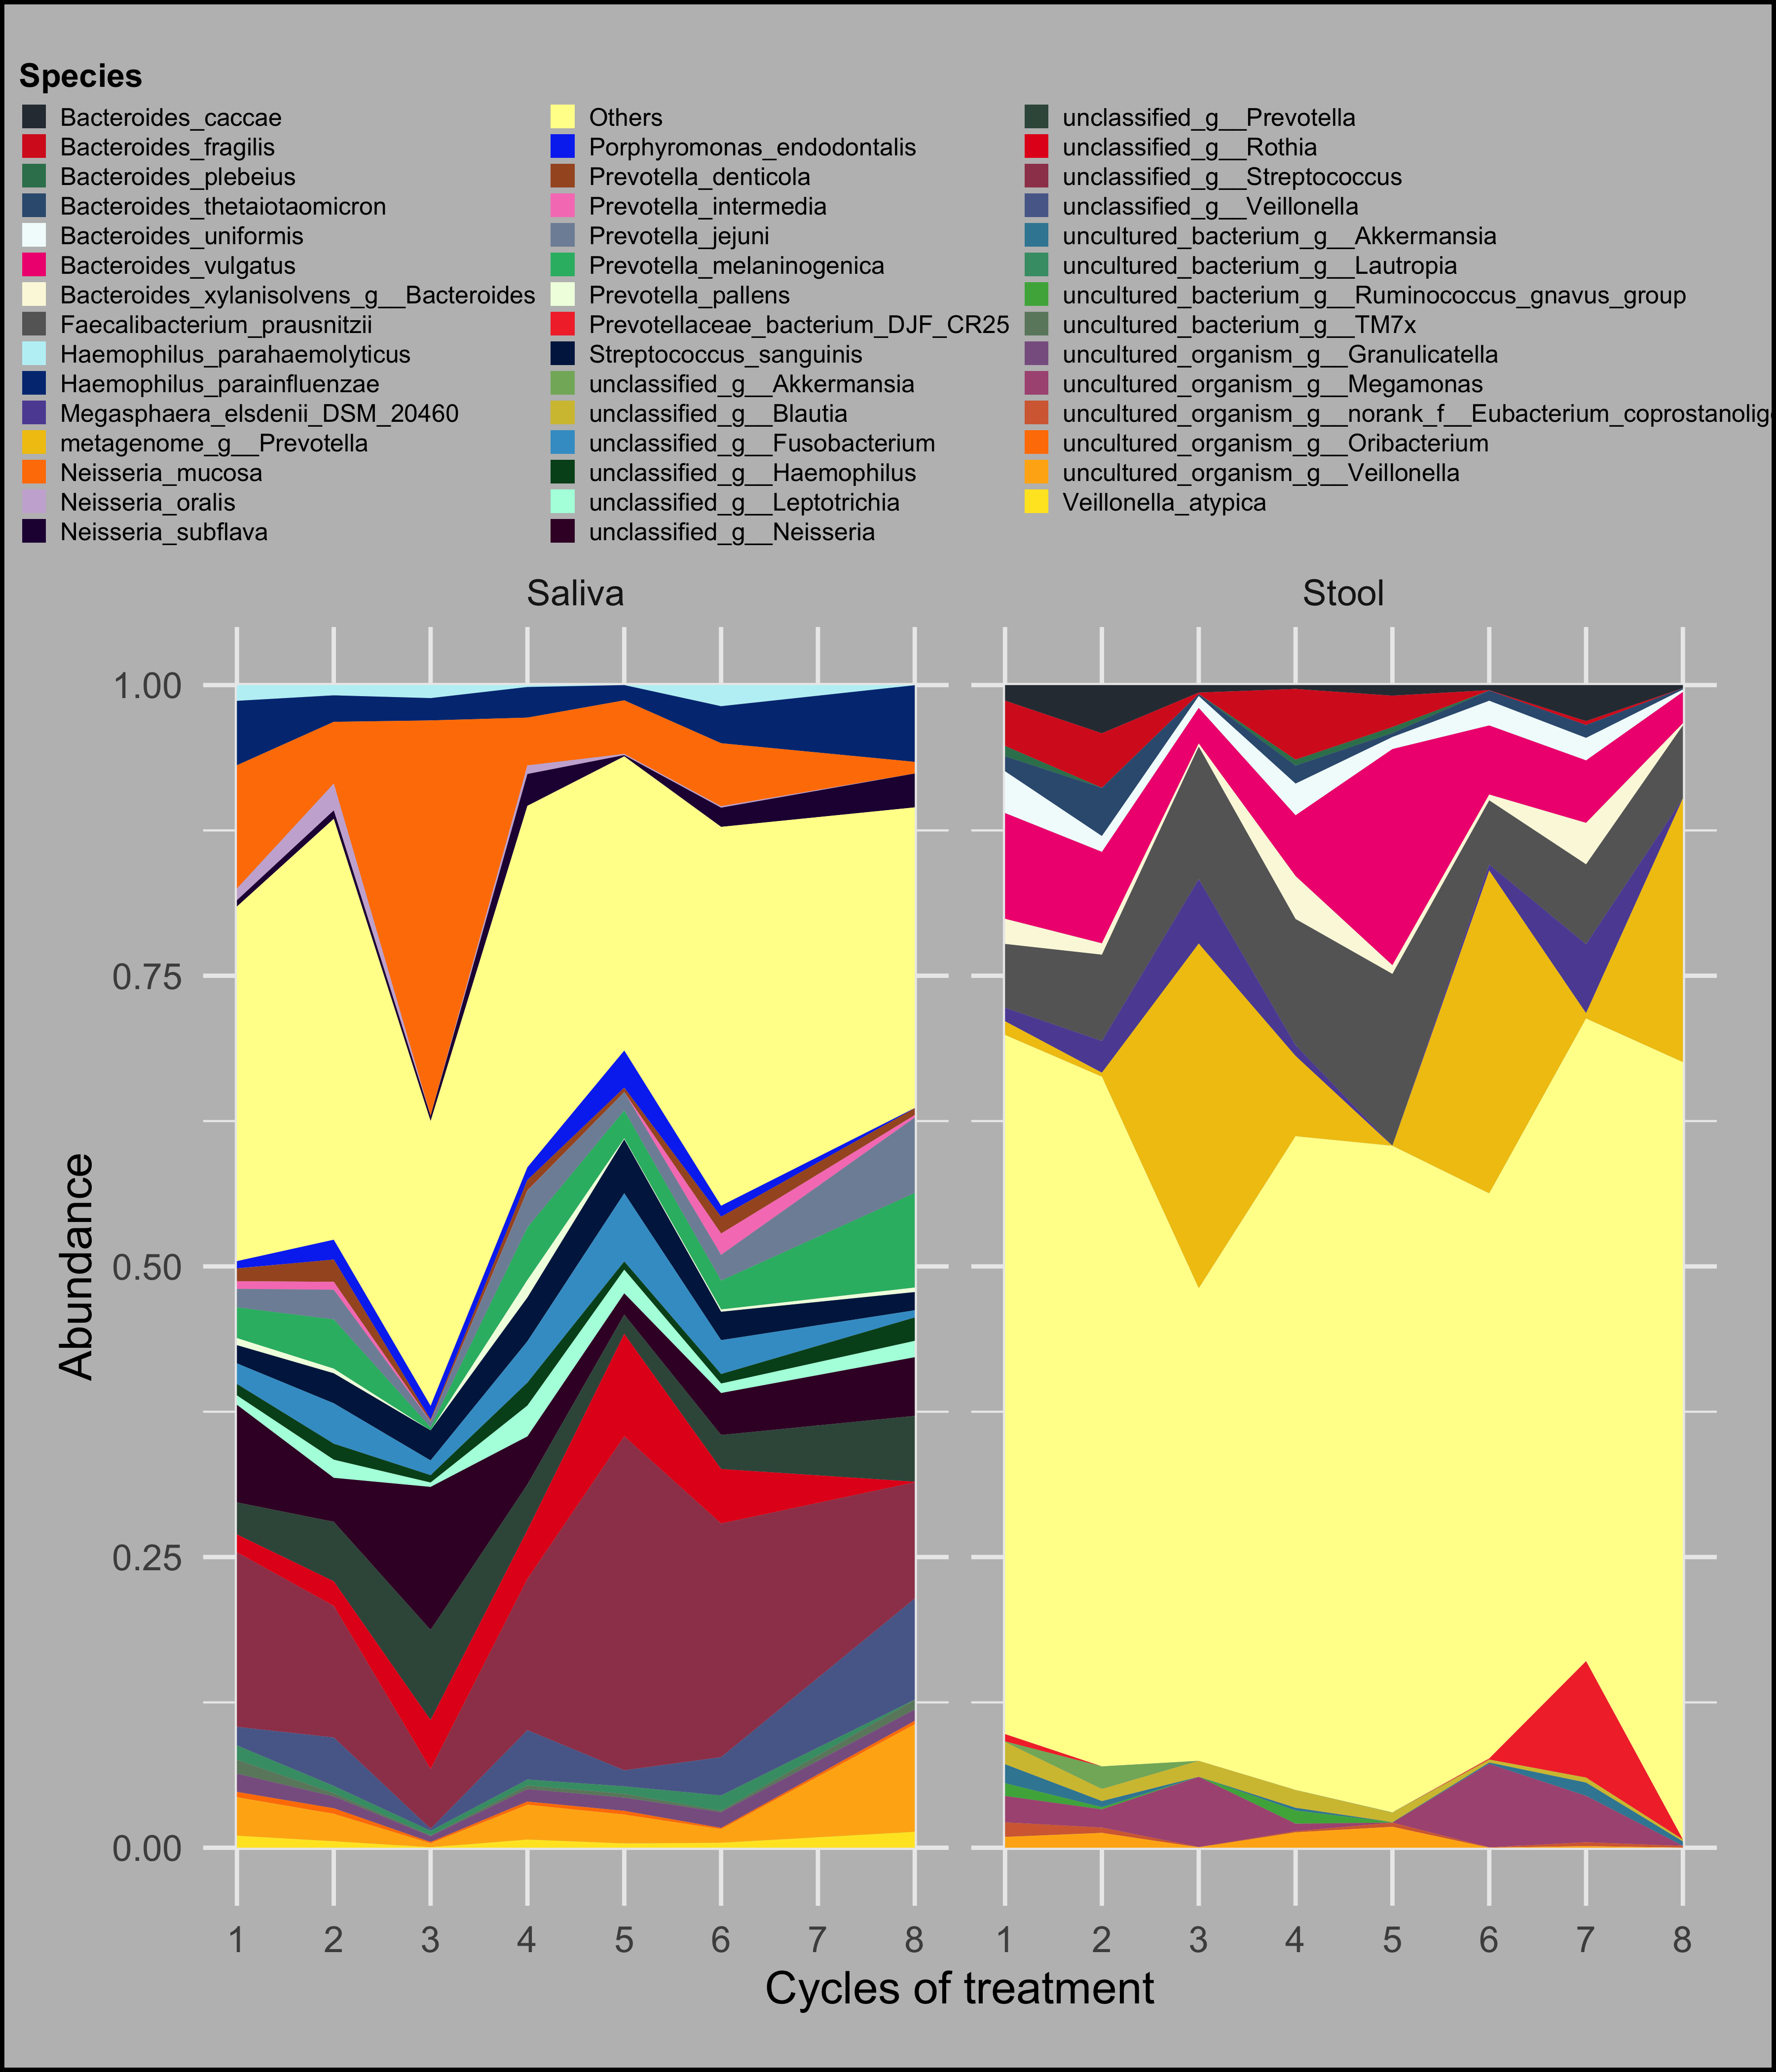 Species
Bacteroides_caccae
Bacteroides_fragilis
Bacteroides_plebeius
Bacteroides_thetaiotaomicron
Bacteroides_uniformis
Bacteroides_vulgatus
Bacteroides_xylanisolvens_g__Bacteroides
Faecalibacterium_prausnitzii
Haemophilus_parahaemolyticus
Haemophilus_parainfluenzae
Megasphaera_elsdenii_DSM_20460
metagenome_g__Prevotella
Neisseria_mucosa
Neisseria_oralis
Neisseria_subflava
Others
Porphyromonas_endodontalis
Prevotella_denticola
Prevotella_intermedia
Prevotella_jejuni
Prevotella_melaninogenica
Prevotella_pallens
Prevotellaceae_bacterium_DJF_CR25
Streptococcus_sanguinis
unclassified_g__Akkermansia
unclassified_g__Blautia
unclassified_g__Fusobacterium
unclassified_g__Haemophilus
unclassified_g__Leptotrichia
unclassified_g__Neisseria
unclassified_g__Prevotella
unclassified_g__Rothia
unclassified_g__Streptococcus
unclassified_g__Veillonella
uncultured_bacterium_g__Akkermansia
uncultured_bacterium_g__Lautropia
uncultured_bacterium_g__Ruminococcus_gnavus_group
uncultured_bacterium_g__TM7x
uncultured_organism_g__Granulicatella
uncultured_organism_g__Megamonas
uncultured_organism_g__norank_f__Eubacterium_coprostanolig
uncultured_organism_g__Oribacterium
uncultured_organism_g__Veillonella
Veillonella_atypica
Saliva
Stool
1.00
0.75
0.50
0.25
0.00
Abundance
1 2 3 4 5 6 7 8
1 2 3 4 5 6 7 8
Cycles of treatment